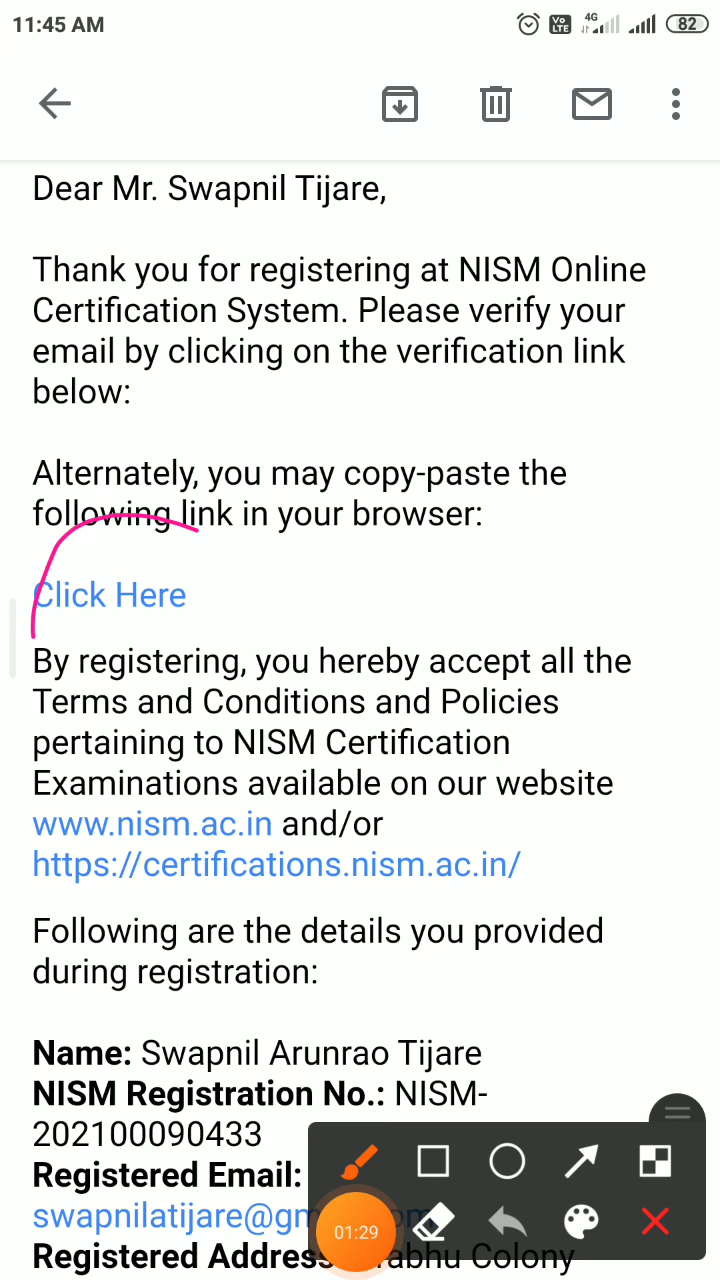 11:45 AM
Vo LTE 4G 82
Dear Mr. Swapnil Tijare,
Thank you for registering at NISM Online
Certification System. Please verify your
email by clicking on the verification link
below:
Alternately, you may copy-paste the
following link in your browser:
Click Here
By registering, you hereby accept all the
Terms and Conditions and Policies
pertaining to NISM Certification
Examinations available on our website
www.nism.ac.in and/or
https://certifications.nism.ac.in/
Following are the details you provided
during registration:
Name: Swapnil Arunrao Tijare
NISM Registration No.: NISM-
202100090433
Registered Email:
swapnilatijare@gm
01:29
Registered Address Colony